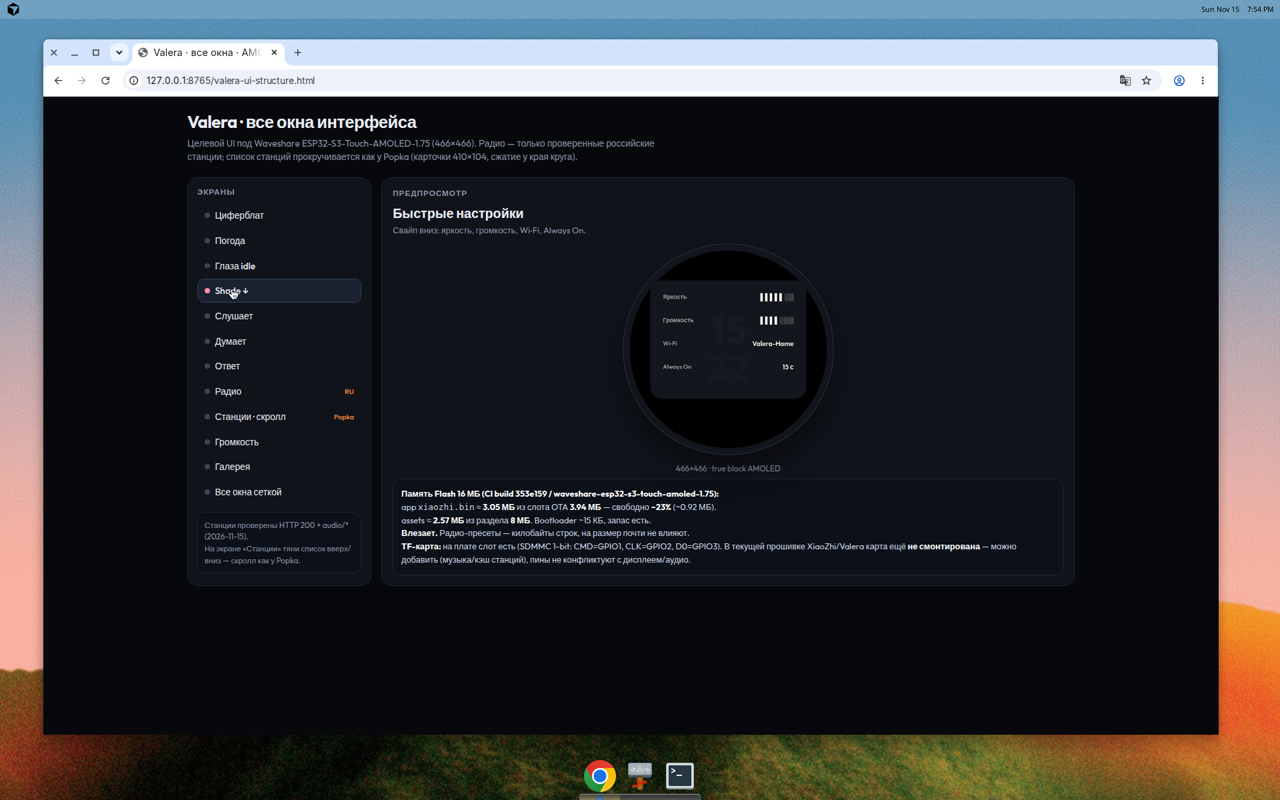 Sun Nov 15 7:54 PM
Valera · все окна · AMO
127.0.0.1:8765/valera-ui-structure.html
Valera · все окна интерфейса
Целевой UI под Waveshare ESP32-S3-Touch-AMOLED-1.75 (466×466). Радио — только проверенные российские
станции; список станций прокручивается как у Popka (карточки 410×104, сжатие у края круга).
ЭКРАНЫ
Циферблат
Погода
Глаза idle
Shade ↓
Слушает
Думает
Ответ
Радио RU
Станции · скролл Popka
Громкость
Галерея
Все окна сеткой
Станции проверены HTTP 200 + audio/*
(2026-11-15).
На экране «Станции» тяни список вверх/
вниз — скролл как у Popka.
ПРЕДПРОСМОТР
Быстрые настройки
Свайп вниз: яркость, громкость, Wi-Fi, Always On.
Яркость
Громкость
15
Wi-Fi Valera-Home
22
Always On 15 с
466×466 · true black AMOLED
Память Flash 16 МБ (CI build 353e159 / waveshare-esp32-s3-touch-amoled-1.75):
app xiaozhi.bin ≈ 3.05 МБ из слота OTA 3.94 МБ — свободно ~23% (~0.92 МБ).
assets ≈ 2.57 МБ из раздела 8 МБ. Bootloader ~15 КБ, запас есть.
Влезает. Радио-пресеты — килобайты строк, на размер почти не влияют.
TF-карта: на плате слот есть (SDMMC 1-bit: CMD=GPIO1, CLK=GPIO2, D0=GPIO3). В текущей прошивке XiaoZhi/Valera карта ещё не смонтирована — можно
добавить (музыка/кэш станций), пины не конфликтуют с дисплеем/аудио.